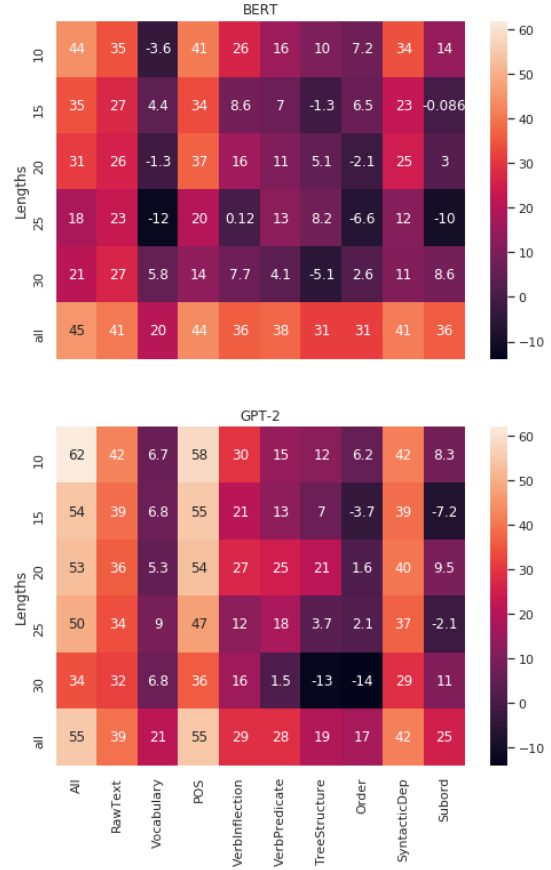 BERT
10 44 35 -3.6 41 26 16 10 7.2 34 14
15 35 27 4.4 34 8.6 7 -1.3 6.5 23 -0.086
20 31 26 -1.3 37 16 11 5.1 -2.1 25 3
25 18 23 -12 20 0.12 13 8.2 -6.6 12 -10
30 21 27 5.8 14 7.7 4.1 -5.1 2.6 11 8.6
all 45 41 20 44 36 38 31 31 41 36
Lengths
60
50
40
30
20
10
0
−10
GPT-2
10 62 42 6.7 58 30 15 12 6.2 42 8.3
15 54 39 6.8 55 21 13 7 -3.7 39 -7.2
20 53 36 5.3 54 27 25 21 1.6 40 9.5
25 50 34 9 47 12 18 3.7 2.1 37 -2.1
30 34 32 6.8 36 16 1.5 -13 -14 29 11
all 55 39 21 55 29 28 19 17 42 25
Lengths
60
50
40
30
20
10
0
−10
All RawText Vocabulary POS VerbInflection VerbPredicate TreeStructure Order SyntacticDep Subord